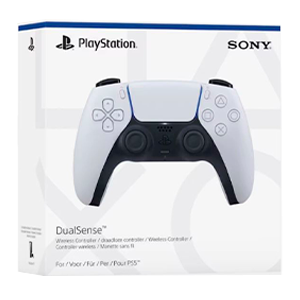 PlayStation.
SONY
DualSense™
Wireless Controller / draadloze controller / Wireless Controller /
Controller wireless / Manette sans fil
For / Voor / Für / Per / Pour PS5™